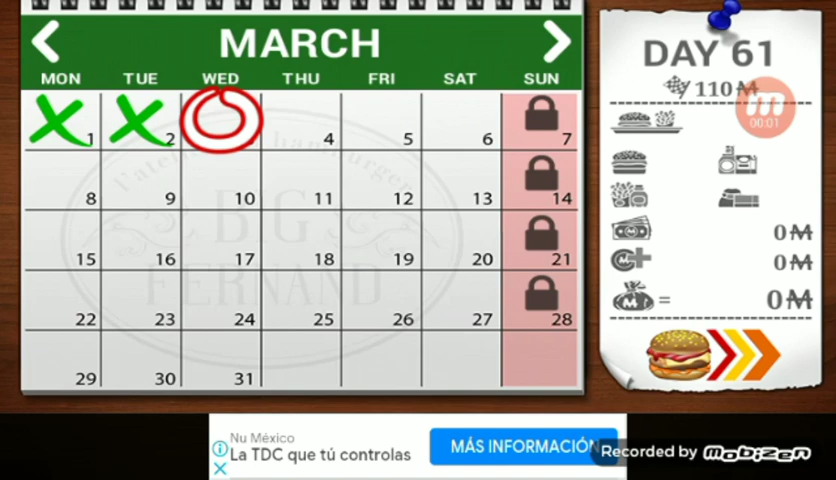 MARCH
MON TUE WED THU FRI SAT SUN
1 2 4 5 6 7
8 9 10 11 12 13 14
15 16 17 18 19 20 21
22 23 24 25 26 27 28
29 30 31
hamburger
BIG
FERNAND
DAY 61
110 M
00:01
0 M
0 M
= 0 M
Nu México
La TDC que tú controlas
MÁS INFORMACIÓN
Recorded by mobizen